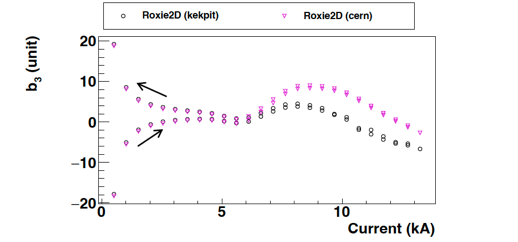 Roxie2D (kekpit) Roxie2D (cern)
b3 (unit)
20
10
0
−10
−20
0 5 10
Current (kA)